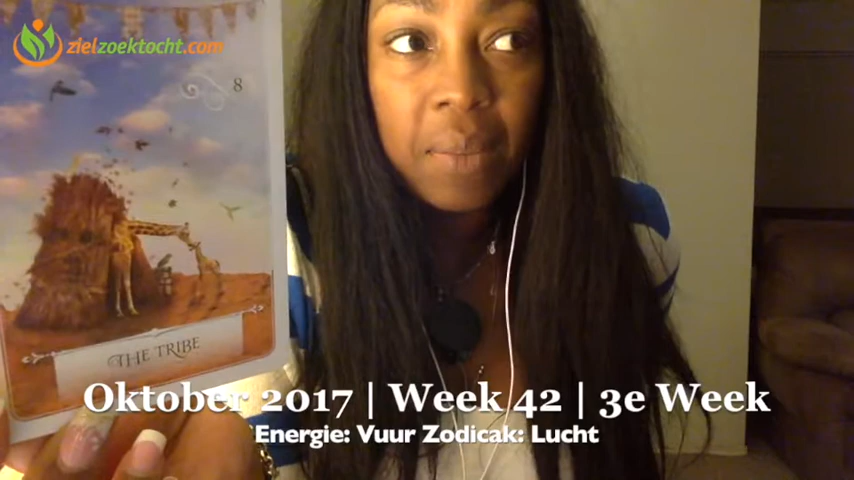 zielzoektocht.com
8
THE TRIBE
Oktober 2017 | Week 42 | 3e Week
Energie: Vuur Zodicak: Lucht